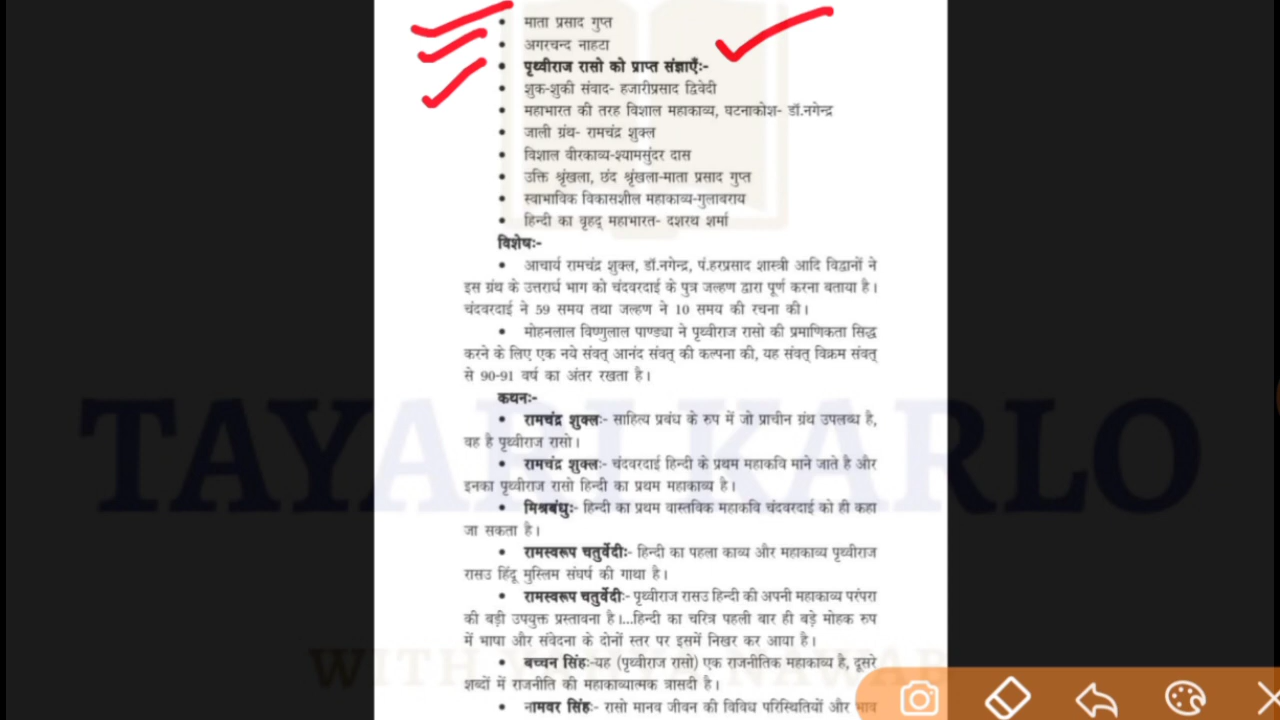 • माता प्रसाद गुप्त
• अगरचन्द नाहटा
• पृथ्वीराज रासो को प्राप्त संज्ञाएँः-
• शुक-शुकी संवाद- हजारीप्रसाद द्विवेदी
• महाभारत की तरह विशाल महाकाव्य, घटनाकोश- डॉ.नगेन्द्र
• जाली ग्रंथ- रामचंद्र शुक्ल
• विशाल वीरकाव्य-श्यामसुंदर दास
• उक्ति श्रृंखला, छंद श्रृंखला-माता प्रसाद गुप्त
• स्वाभाविक विकासशील महाकाव्य-गुलाबराय
• हिन्दी का वृहद् महाभारत- दशरथ शर्मा
विशेषः-
• आचार्य रामचंद्र शुक्ल, डॉ.नगेन्द्र, पं.हरप्रसाद शास्त्री आदि विद्वानों ने
इस ग्रंथ के उत्तरार्ध भाग को चंदवरदाई के पुत्र जल्हण द्वारा पूर्ण करना बताया है।
चंदवरदाई ने 59 समय तथा जल्हण ने 10 समय की रचना की।
• मोहनलाल विष्णुलाल पाण्ड्या ने पृथ्वीराज रासो की प्रमाणिकता सिद्ध
करने के लिए एक नये संवत् आनंद संवत् की कल्पना की, यह संवत् विक्रम संवत्
से 90-91 वर्ष का अंतर रखता है।
कथनः-
• रामचंद्र शुक्लः- साहित्य प्रबंध के रुप में जो प्राचीन ग्रंथ उपलब्ध है,
वह है पृथ्वीराज रासो।
• रामचंद्र शुक्लः- चंदवरदाई हिन्दी के प्रथम महाकवि माने जाते है और
इनका पृथ्वीराज रासो हिन्दी का प्रथम महाकाव्य है।
• मिश्रबंधुः- हिन्दी का प्रथम वास्तविक महाकवि चंदवरदाई को ही कहा
जा सकता है।
• रामस्वरूप चतुर्वेदीः- हिन्दी का पहला काव्य और महाकाव्य पृथ्वीराज
रासउ हिंदू मुस्लिम संघर्ष की गाथा है।
• रामस्वरूप चतुर्वेदीः- पृथ्वीराज रासउ हिन्दी की अपनी महाकाव्य परंपरा
की बड़ी उपयुक्त प्रस्तावना है।...हिन्दी का चरित्र पहली बार ही बड़े मोहक रुप
में भाषा और संवेदना के दोनों स्तर पर इसमें निखर कर आया है।
• बच्चन सिंहः-यह (पृथ्वीराज रासो) एक राजनीतिक महाकाव्य है, दूसरे
शब्दों में राजनीति की महाकाव्यात्मक त्रासदी है।
• नामवर सिंहः- रासो मानव जीवन की विविध परिस्थितियों और भाव
TAYARI KARLO
WITH